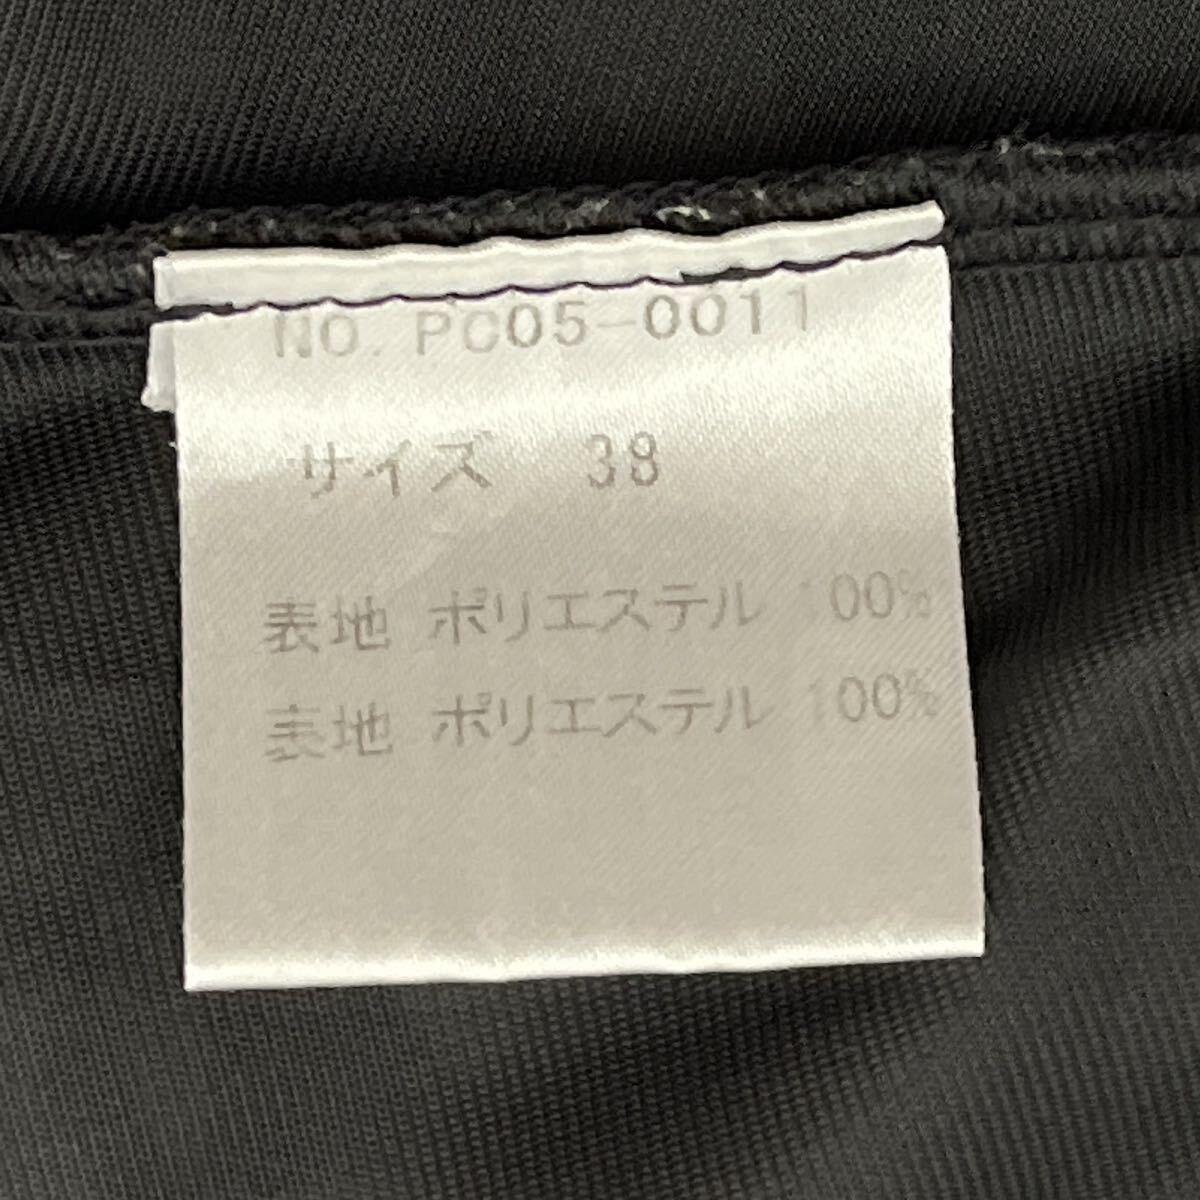 NO. PC05-0011
サイズ 38
表地 ポリエステル 100%
表地 ポリエステル 100%